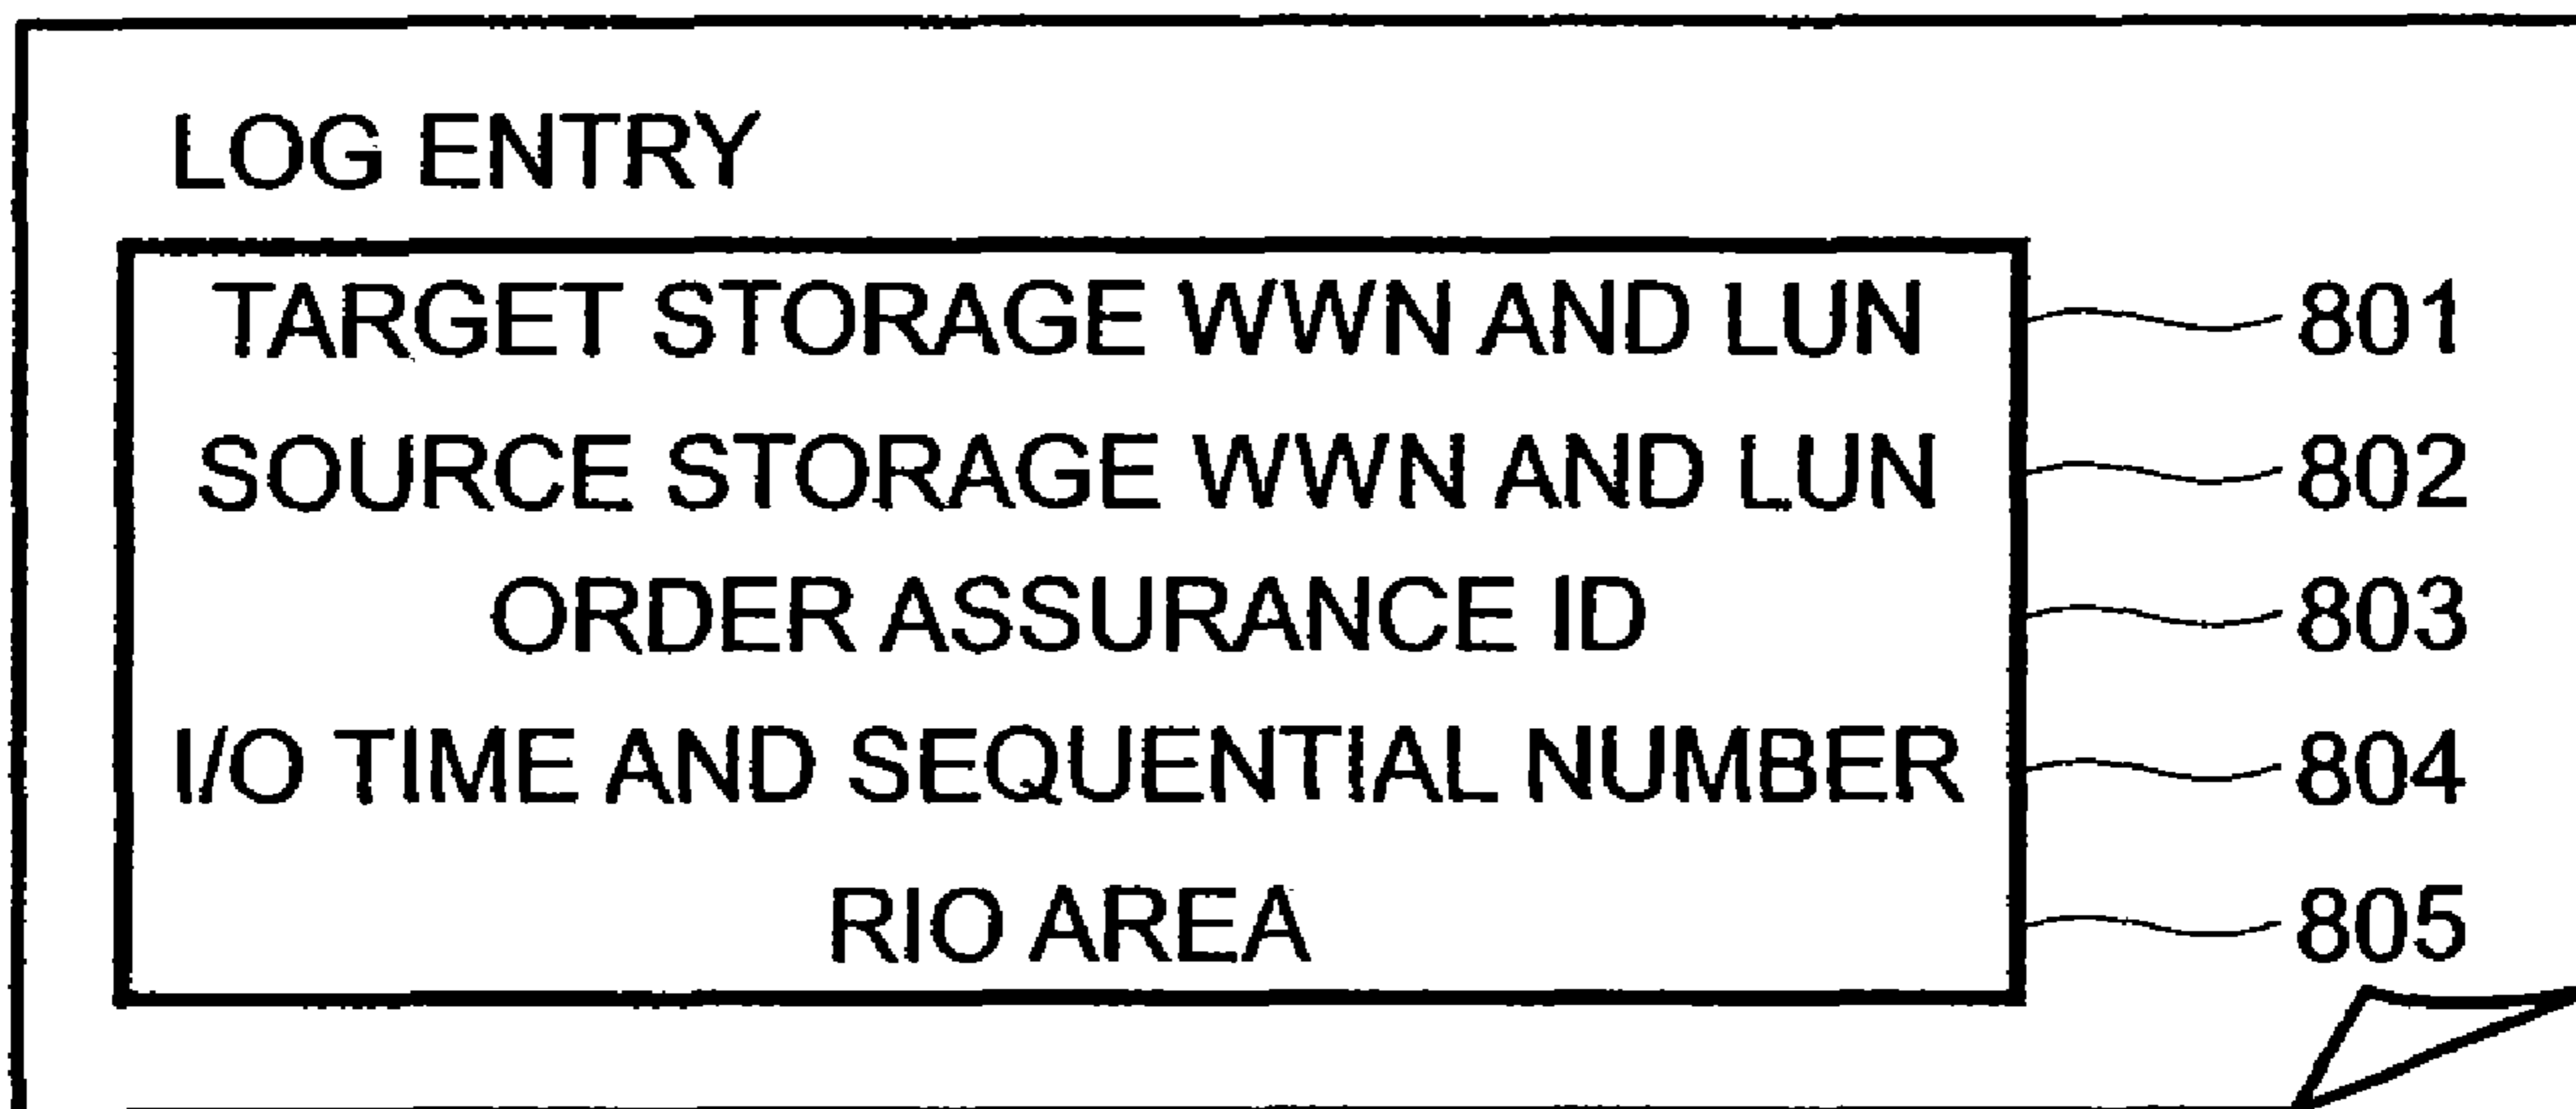 LOG ENTRY
TARGET STORAGE WWN AND LUN 801
SOURCE STORAGE WWN AND LUN 802
ORDER ASSURANCE ID 803
I/O TIME AND SEQUENTIAL NUMBER 804
RIO AREA 805